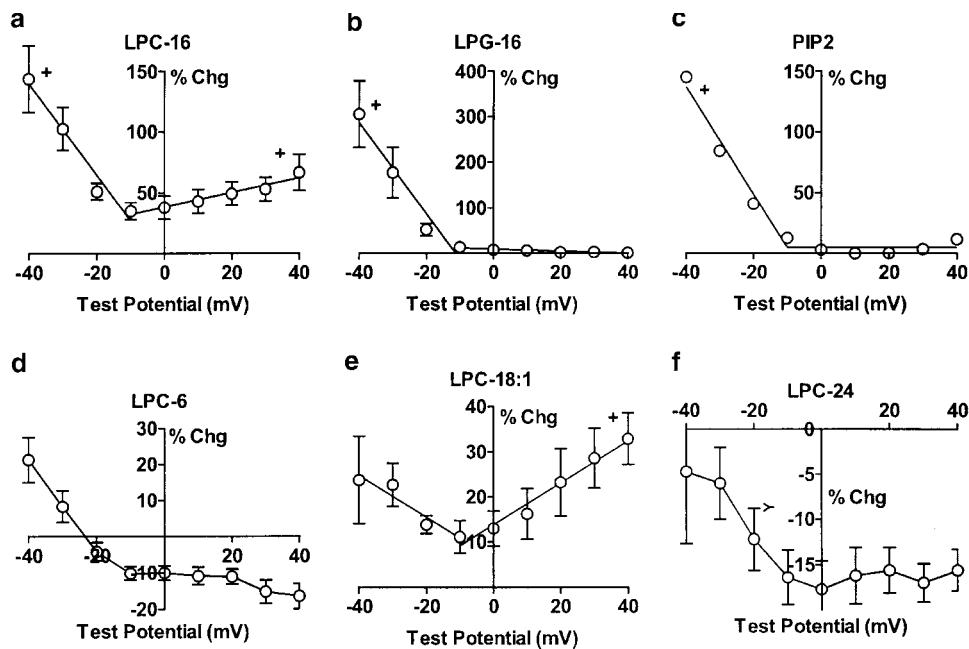 a
LPC-16
% Chg
150
100
50
-40 -20 0 20 40
Test Potential (mV)
+
+
b
LPG-16
% Chg
400
300
200
100
-40 -20 0 20 40
Test Potential (mV)
+
c
PIP2
% Chg
150
100
50
-40 -20 0 20 40
Test Potential (mV)
+
d
LPC-6
% Chg
30
20
10
-10
-20
-40 -20 0 20 40
Test Potential (mV)
e
LPC-18:1
% Chg
40
30
20
10
-40 -20 0 20 40
Test Potential (mV)
+
f
LPC-24
-40 -20 0 20 40
-5
% Chg
-15
Test Potential (mV)